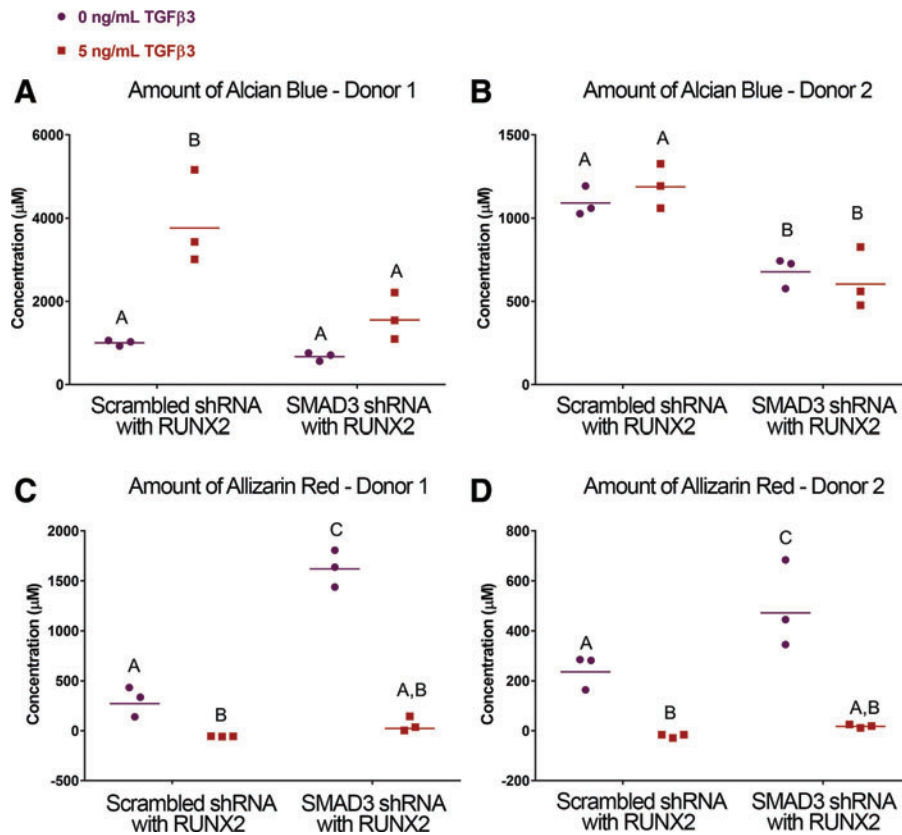 0 ng/mL TGFβ3
5 ng/mL TGFβ3
A
Amount of Alcian Blue - Donor 1
6000
4000
2000
0
Concentration (μM)
A
B
A
A
Scrambled shRNA
with RUNX2
SMAD3 shRNA
with RUNX2
B
Amount of Alcian Blue - Donor 2
1500
1000
500
0
Concentration (μM)
A
A
B
B
Scrambled shRNA
with RUNX2
SMAD3 shRNA
with RUNX2
C
Amount of Allizarin Red - Donor 1
2000
1500
1000
500
0
-500
Concentration (μM)
A
B
C
A,B
Scrambled shRNA
with RUNX2
SMAD3 shRNA
with RUNX2
D
Amount of Allizarin Red - Donor 2
800
600
400
200
0
-200
Concentration (μM)
A
B
C
A,B
Scrambled shRNA
with RUNX2
SMAD3 shRNA
with RUNX2